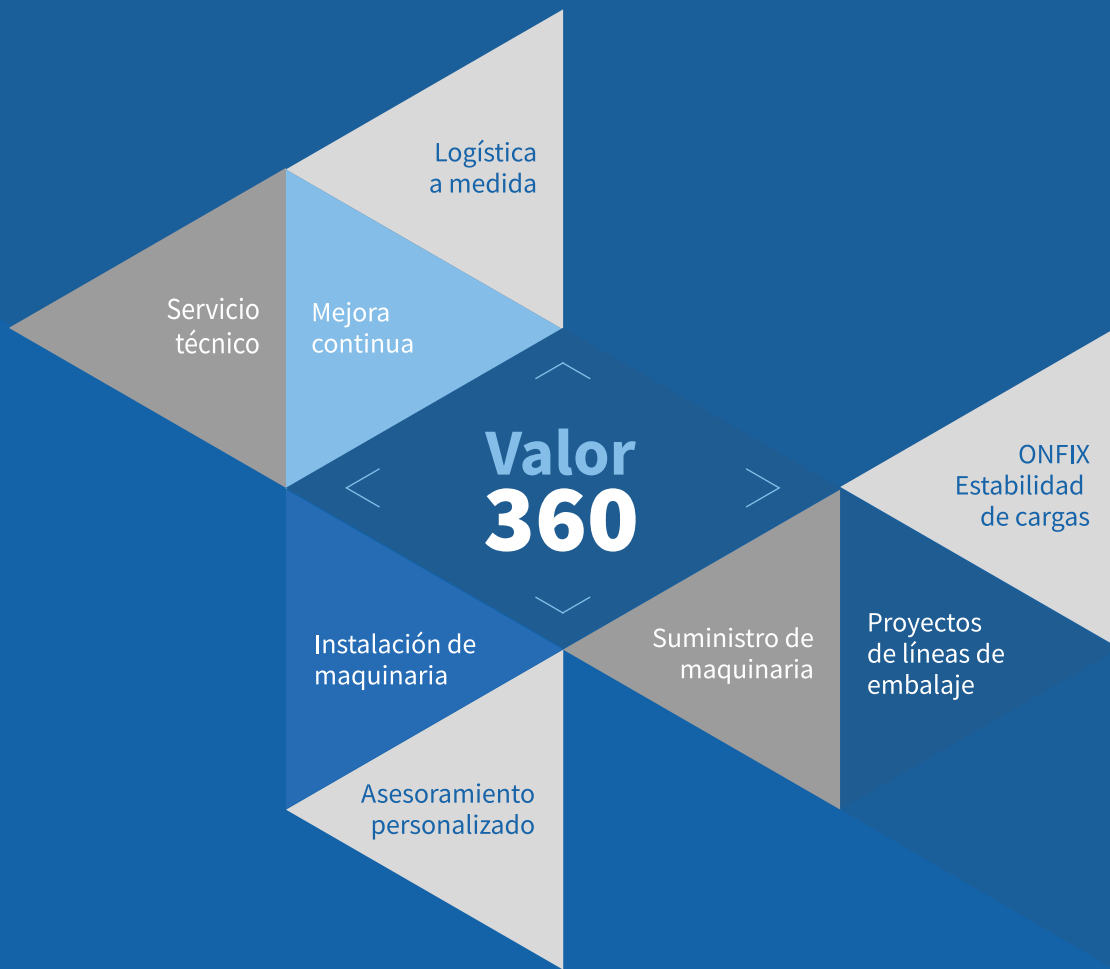 Logística
a medida
Servicio
técnico
Mejora
continua
Valor
360
ONFIX
Estabilidad
de cargas
Instalación de
maquinaria
Suministro de
maquinaria
Proyectos
de líneas de
embalaje
Asesoramiento
personalizado